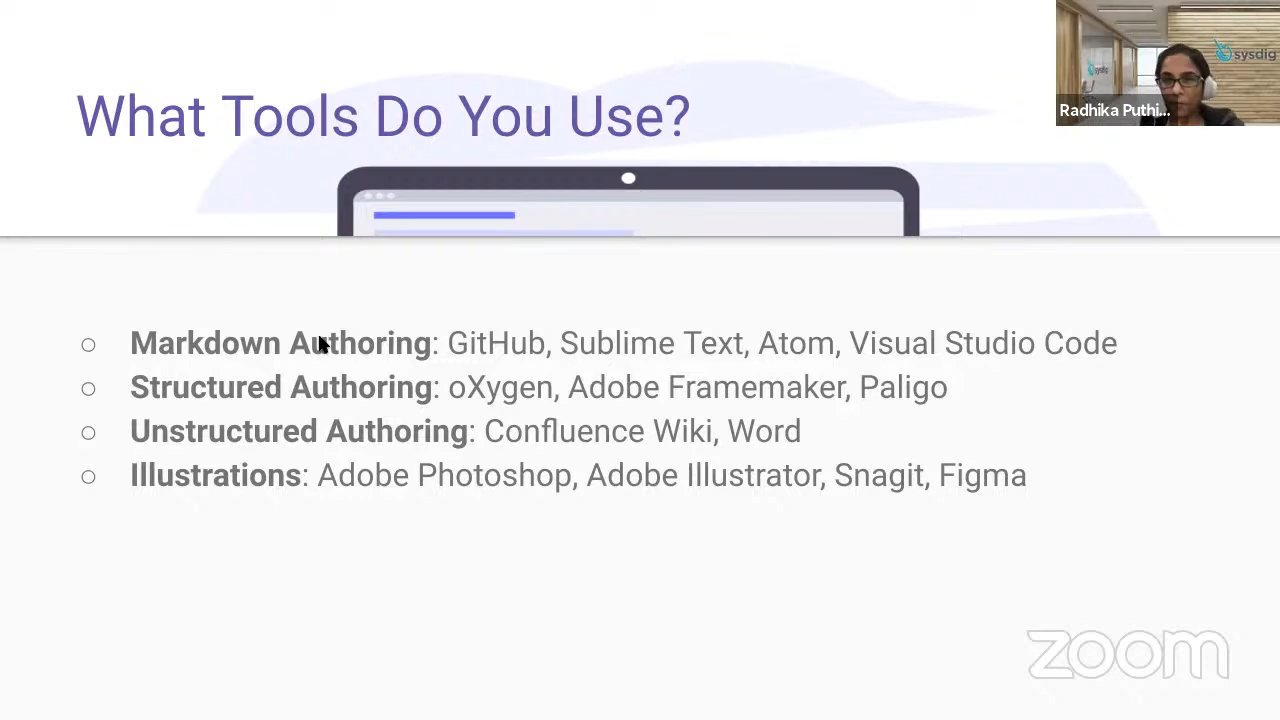 What Tools Do You Use?
sysdig
sysdig
Radhika Puthi...
○ Markdown Authoring: GitHub, Sublime Text, Atom, Visual Studio Code
○ Structured Authoring: oXygen, Adobe Framemaker, Paligo
○ Unstructured Authoring: Confluence Wiki, Word
○ Illustrations: Adobe Photoshop, Adobe Illustrator, Snagit, Figma
zoom